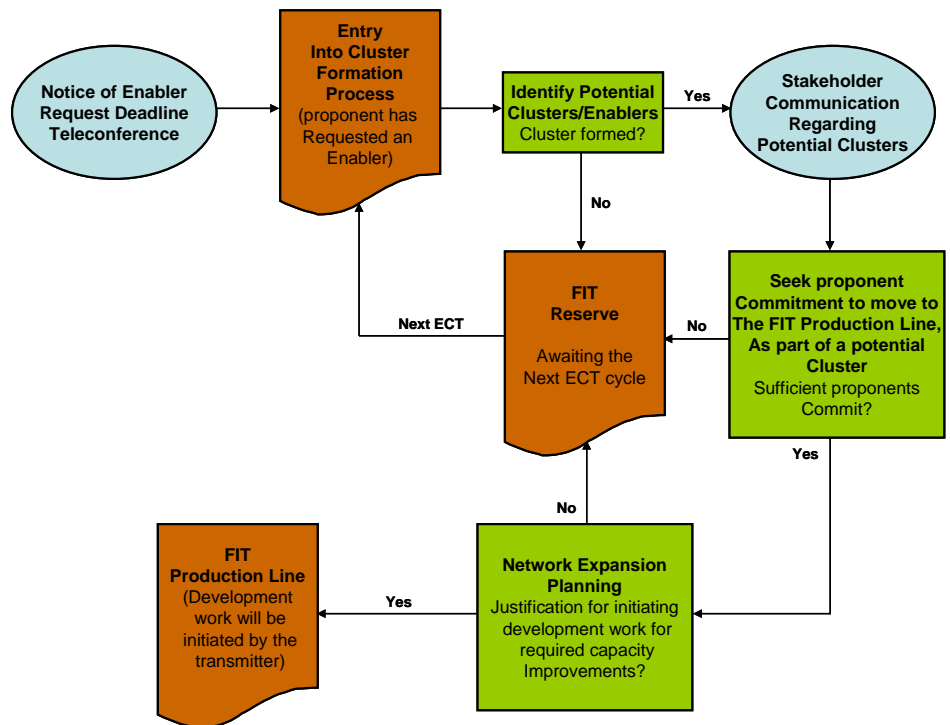 Notice of Enabler
Request Deadline
Teleconference
Entry
Into Cluster
Formation
Process
(proponent has
Requested an
Enabler)
Identify Potential
Clusters/Enablers
Cluster formed?
Yes
Stakeholder
Communication
Regarding
Potential Clusters
No
FIT
Reserve
Awaiting the
Next ECT cycle
Next ECT
No
Seek proponent
Commitment to move to
The FIT Production Line,
As part of a potential
Cluster
Sufficient proponents
Commit?
Yes
No
Network Expansion
Planning
Justification for initiating
development work for
required capacity
Improvements?
Yes
FIT
Production Line
(Development
work will be
initiated by the
transmitter)